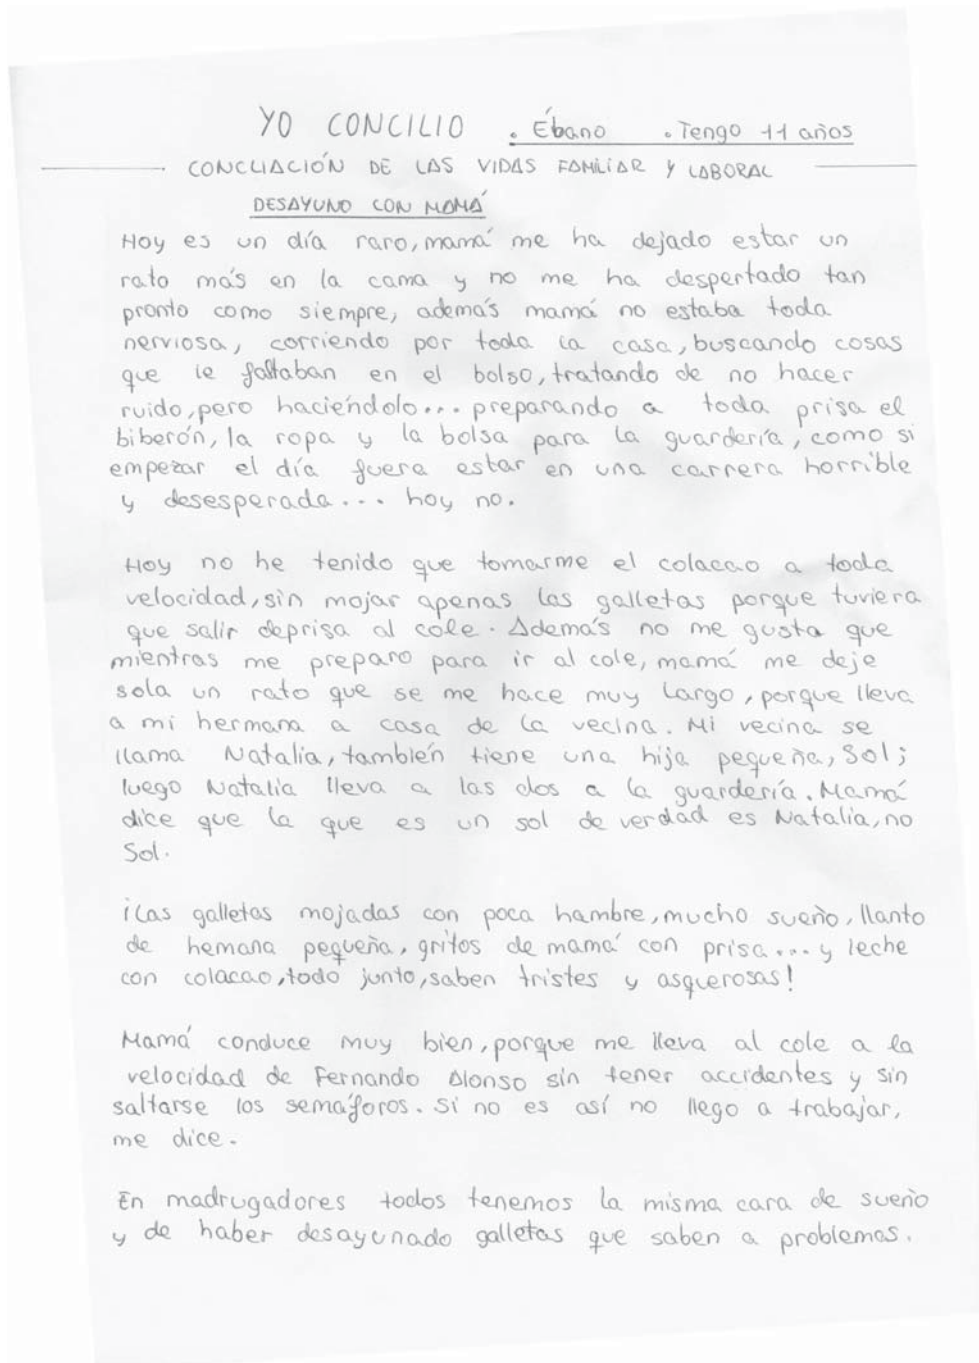 YO CONCILIO . Ébano . Tengo 11 años
CONCLIACIÓN DE LAS VIDAS FAMILIAR Y LABORAL
DESAYUNO CON MAMÁ
Hoy es un día raro, mamá me ha dejado estar un
rato más en la cama y no me ha despertado tan
pronto como siempre, además mamá no estaba toda
nerviosa, corriendo por toda la casa, buscando cosas
que le faltaban en el bolso, tratando de no hacer
ruido, pero haciéndolo... preparando a toda prisa el
biberón, la ropa y la bolsa para la guardería, como si
empezar el día fuera estar en una carrera horrible
y desesperada... hoy no.
Hoy no he tenido que tomarme el colacao a toda
velocidad, sin mojar apenas las galletas porque tuviera
que salir deprisa al cole. Además no me gusta que
mientras me preparo para ir al cole, mamá me deje
sola un rato que se me hace muy largo, porque lleva
a mi hermana a casa de la vecina. Mi vecina se
llama Natalia, también tiene una hija pequeña, Sol;
luego Natalia lleva a las dos a la guardería. Mamá
dice que la que es un sol de verdad es Natalia, no
Sol.
¡Las galletas mojadas con poca hambre, mucho sueño, llanto
de hemana pequeña, gritos de mamá con prisa... y leche
con colacao, todo junto, saben tristes y asquerosas!
Mamá conduce muy bien, porque me lleva al cole a la
velocidad de Fernando Alonso sin tener accidentes y sin
saltarse los semáforos. Si no es así no llego a trabajar,
me dice.
En madrugadores todos tenemos la misma cara de sueño
y de haber desayunado galletas que saben a problemas.